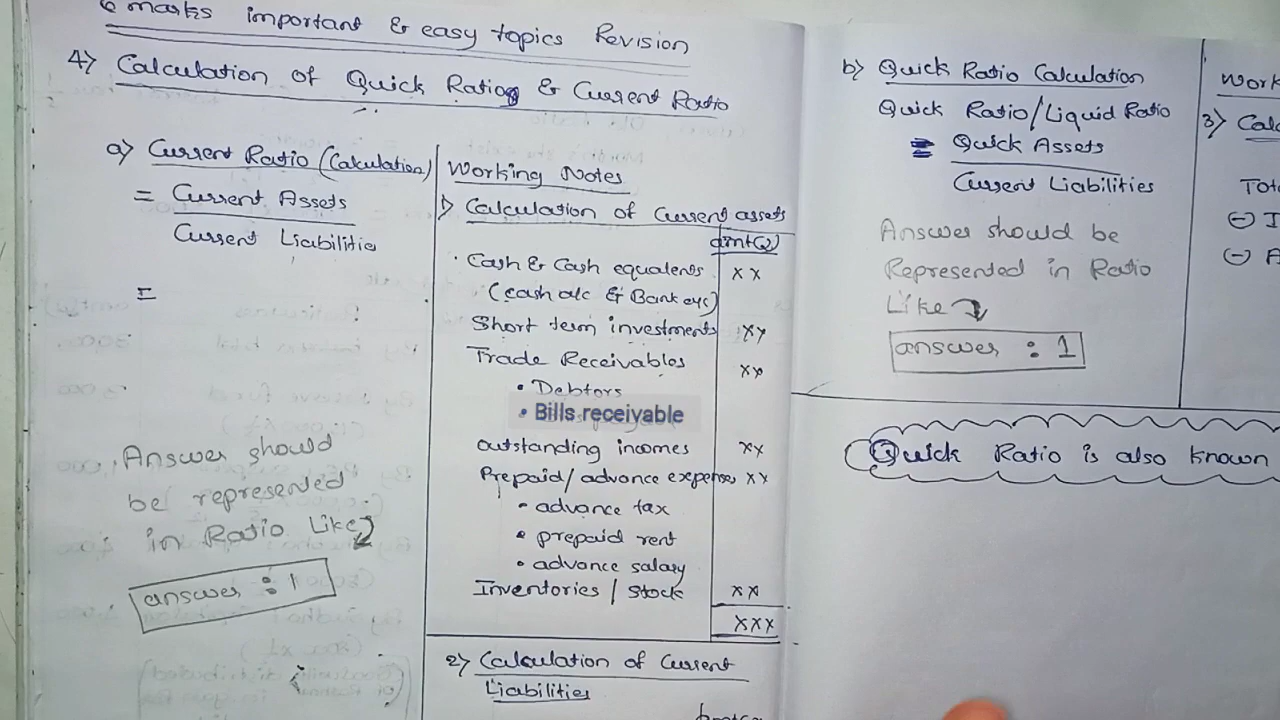 6 marks important & easy topics Revision
4) Calculation of Quick Ratio & Current Ratio
a) Current Ratio (Calculation)
= Current Assets
Current Liabilitie
=
Answer should
be represented
in Ratio Like
answer : 1
Working Notes
1) Calculation of Current assets
amt(₹)
Cash & Cash equalents xx
(cash a/c & Bank a/c)
Short term investments xx
Trade Receivables xx
• Debtors
• Bills receivable
Outstanding incomes xx
Prepaid/advance expenses xx
• advance tax
• prepaid rent
• advance salary
Inventories / Stock xx
xxx
2) Calculation of Current
Liabilities
b) Quick Ratio Calculation
Quick Ratio/Liquid Ratio
= Quick Assets
Current Liabilities
Answer should be
Represented in Ratio
Like
answer : 1
Quick Ratio is also known
Work
3) Cal
Tot